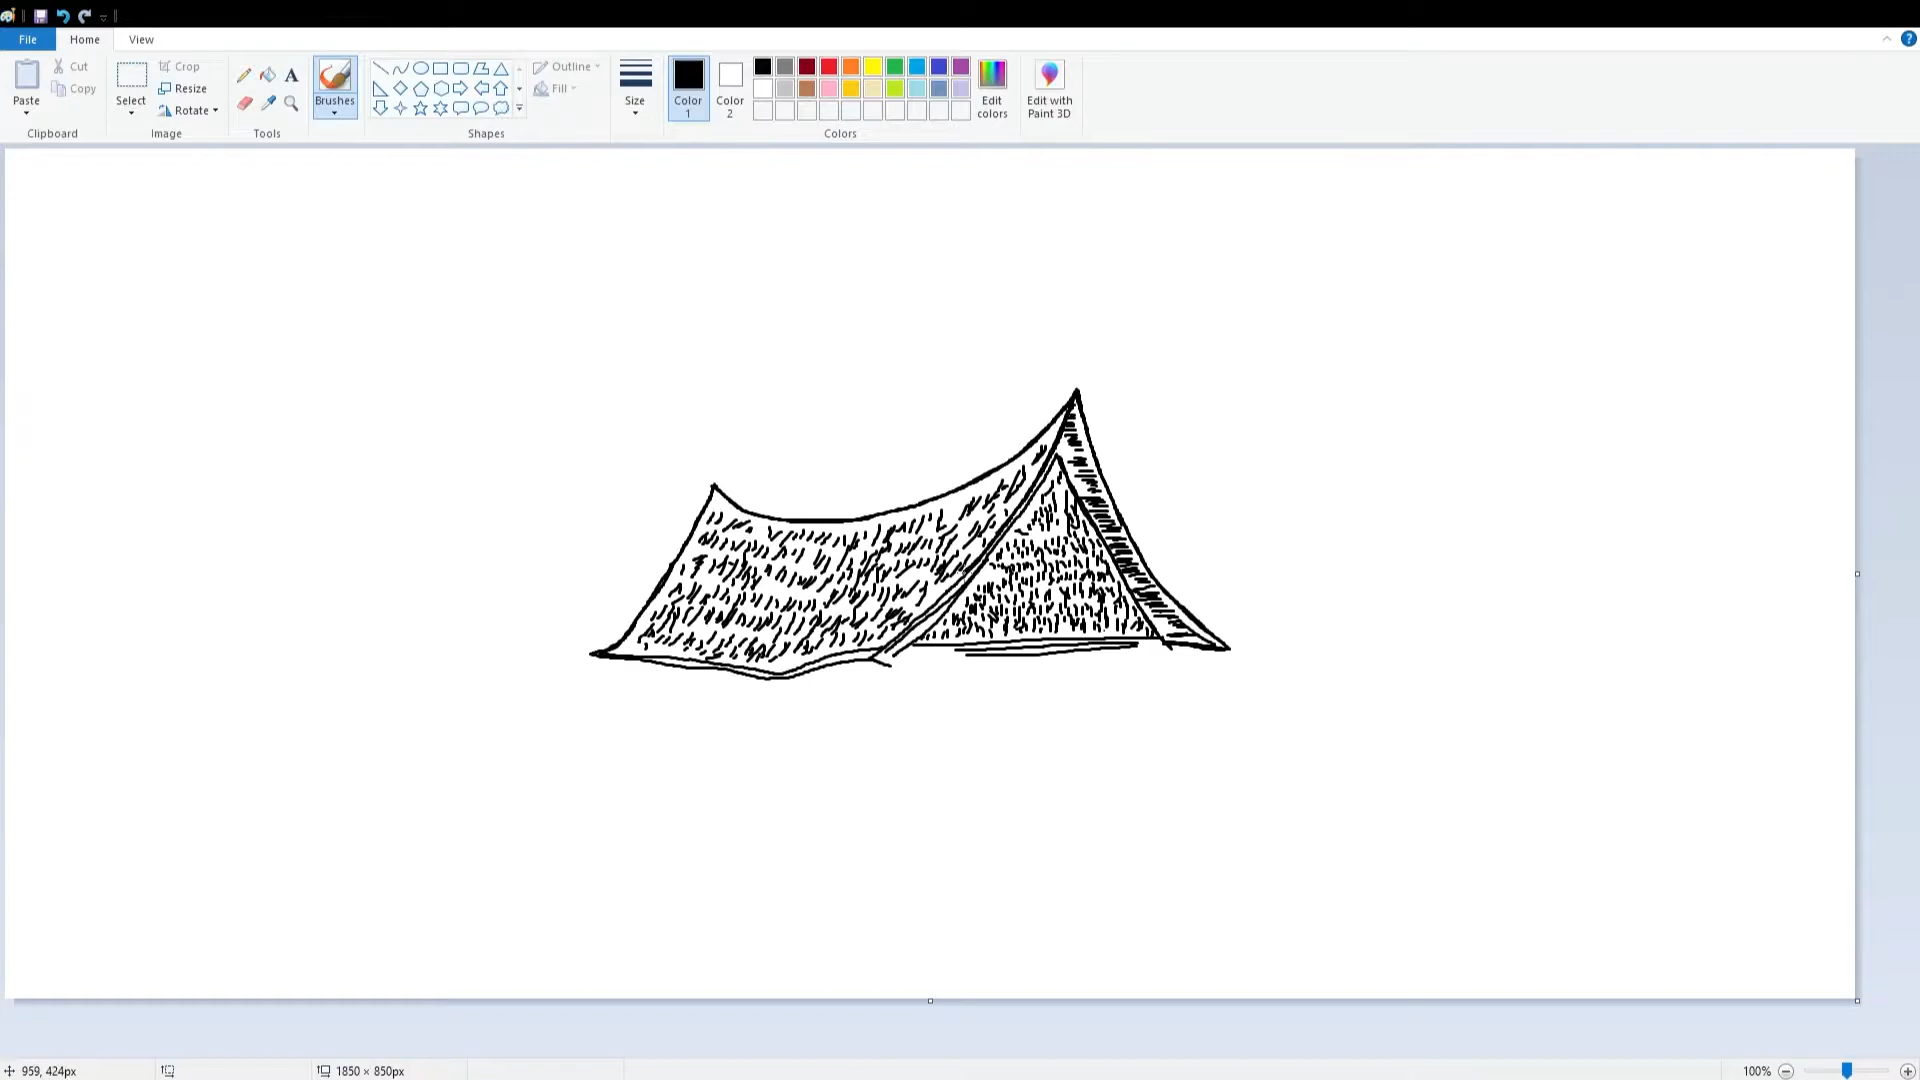 File Home View
?
Paste
Cut
Copy
Clipboard
Select
Crop
Resize
Rotate
Image
A
Tools
Brushes
Shapes
Outline
Fill
Size
Color
1
Color
2
Edit
colors
Colors
Edit with
Paint 3D
959, 424px
1850 × 850px
100%